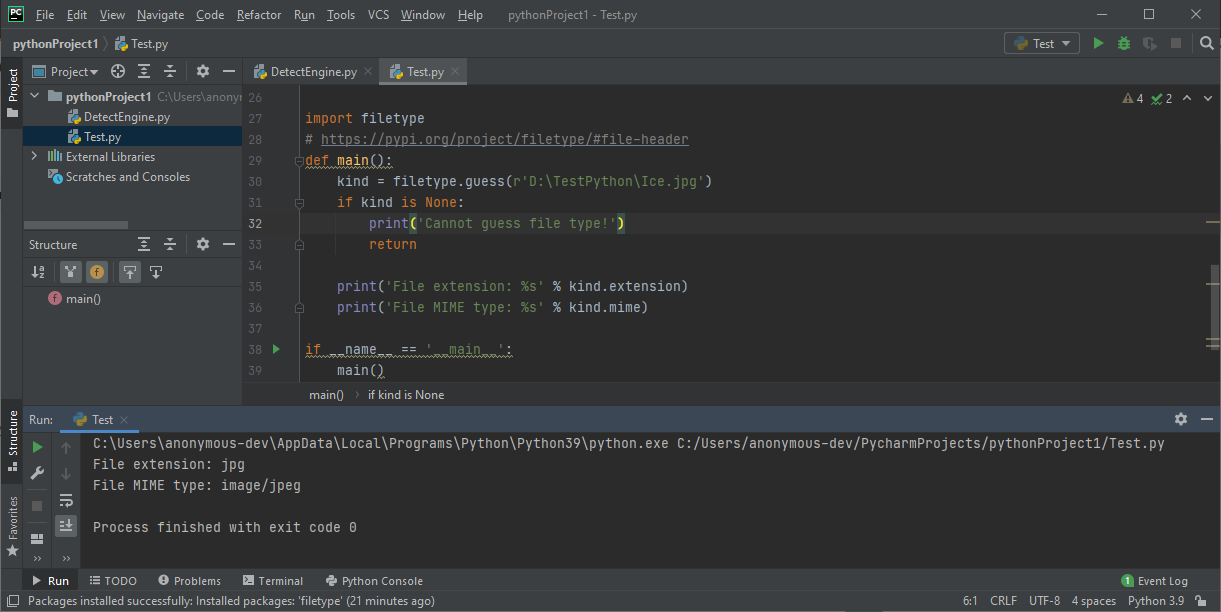 PC File Edit View Navigate Code Refactor Run Tools VCS Window Help pythonProject1 - Test.py
pythonProject1 Test.py Test
Project
Project
pythonProject1 C:\Users\anonyr
DetectEngine.py
Test.py
External Libraries
Scratches and Consoles
Structure
f
f main()
DetectEngine.py Test.py
4 2
26
27 import filetype
28 # https://pypi.org/project/filetype/#file-header
29 def main():
30 kind = filetype.guess(r'D:\TestPython\Ice.jpg')
31 if kind is None:
32 print('Cannot guess file type!')
33 return
34
35 print('File extension: %s' % kind.extension)
36 print('File MIME type: %s' % kind.mime)
37
38 if __name__ == '__main__':
39 main()
main() › if kind is None
Structure
Favorites
Run: Test
C:\Users\anonymous-dev\AppData\Local\Programs\Python\Python39\python.exe C:/Users/anonymous-dev/PycharmProjects/pythonProject1/Test.py
File extension: jpg
File MIME type: image/jpeg
Process finished with exit code 0
Run TODO Problems Terminal Python Console 1 Event Log
Packages installed successfully: Installed packages: 'filetype' (21 minutes ago) 6:1 CRLF UTF-8 4 spaces Python 3.9